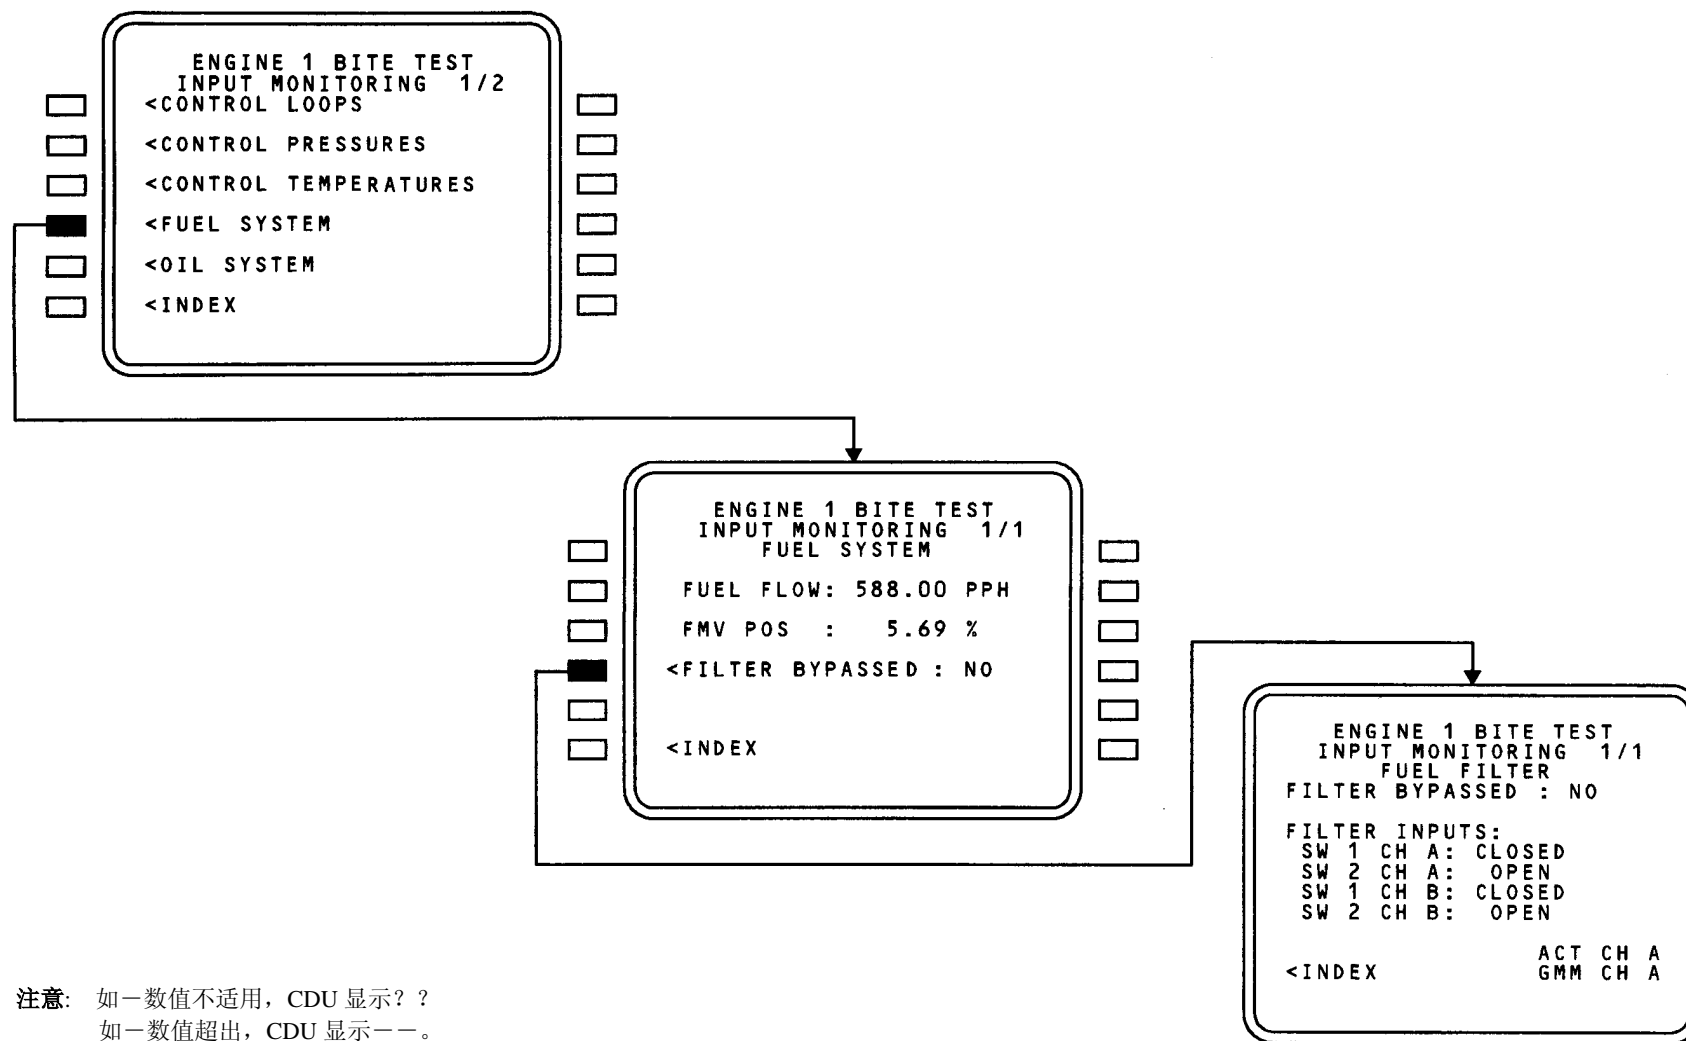 ENGINE 1 BITE TEST
INPUT MONITORING 1/2
<CONTROL LOOPS
<CONTROL PRESSURES
<CONTROL TEMPERATURES
<FUEL SYSTEM
<OIL SYSTEM
<INDEX
ENGINE 1 BITE TEST
INPUT MONITORING 1/1
FUEL SYSTEM
FUEL FLOW: 588.00 PPH
FMV POS : 5.69 %
<FILTER BYPASSED : NO
<INDEX
ENGINE 1 BITE TEST
INPUT MONITORING 1/1
FUEL FILTER
FILTER BYPASSED : NO
FILTER INPUTS:
SW 1 CH A: CLOSED
SW 2 CH A: OPEN
SW 1 CH B: CLOSED
SW 2 CH B: OPEN
ACT CH A
<INDEX GMM CH A
注意: 如－数值不适用，CDU 显示？？
如－数值超出，CDU 显示－－。